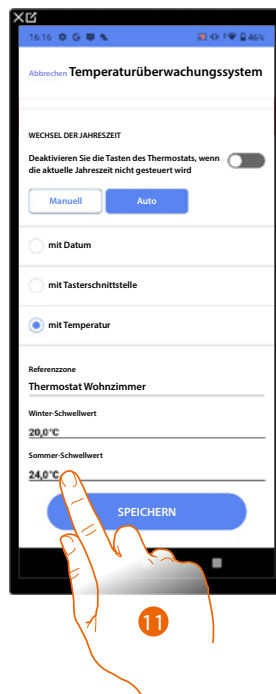 16:16
46%
Abbrechen Temperaturüberwachungssystem
WECHSEL DER JAHRESZEIT
Deaktivieren Sie die Tasten des Thermostats, wenn
die aktuelle Jahreszeit nicht gesteuert wird
Manuell Auto
mit Datum
mit Tasterschnittstelle
mit Temperatur
Referenzzone
Thermostat Wohnzimmer
Winter-Schwellwert
20,0°C
Sommer-Schwellwert
24,0°C
SPEICHERN
11